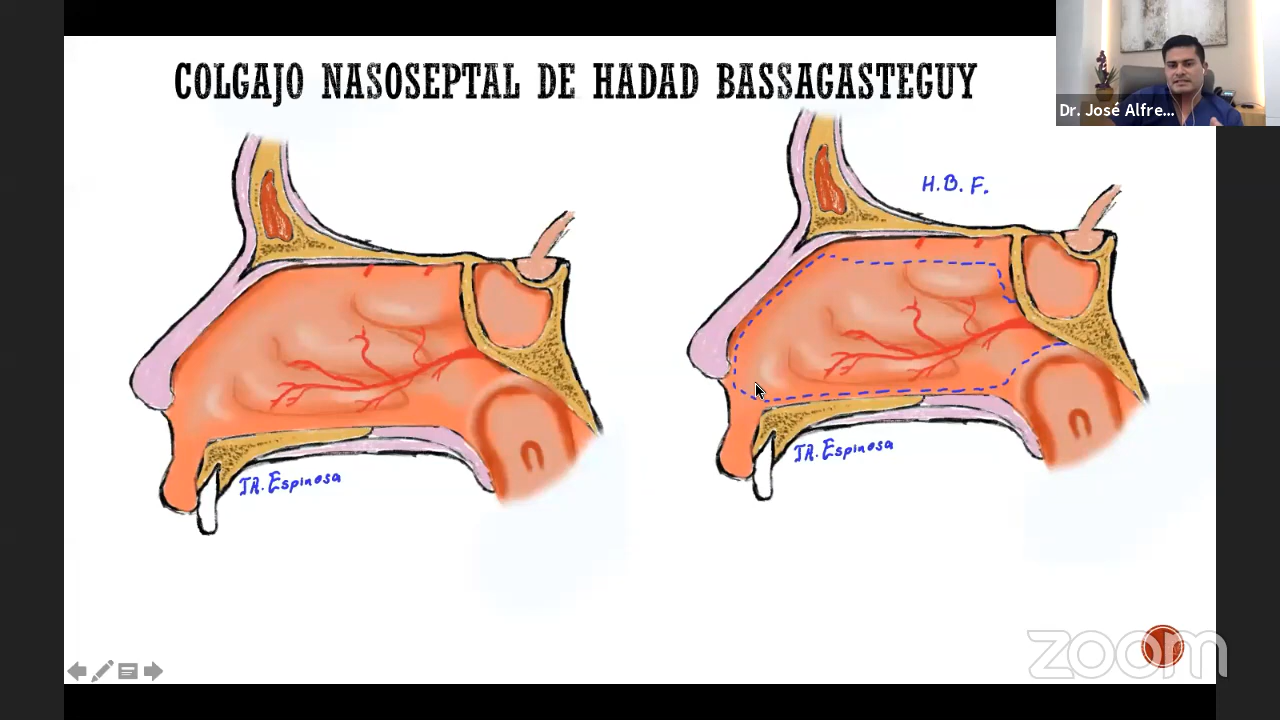 COLGAJO NASOSEPTAL DE HADAD BASSAGASTEGUY
Dr. José Alfre...
H.B.F.
JA. Espinosa
JA. Espinosa
zoom